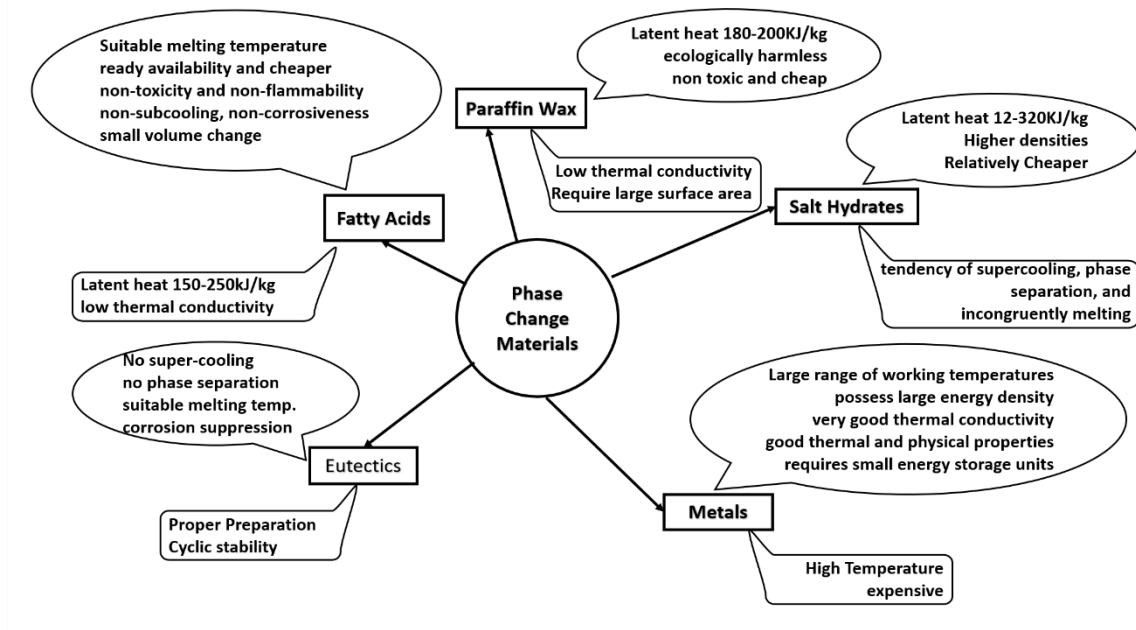 Suitable melting temperature
ready availability and cheaper
non-toxicity and non-flammability
non-subcooling, non-corrosiveness
small volume change
Latent heat 180-200KJ/kg
ecologically harmless
non toxic and cheap
Paraffin Wax
Latent heat 12-320KJ/kg
Higher densities
Relatively Cheaper
Low thermal conductivity
Require large surface area
Fatty Acids
Salt Hydrates
Latent heat 150-250kJ/kg
low thermal conductivity
Phase
Change
Materials
tendency of supercooling, phase
separation, and
incongruently melting
No super-cooling
no phase separation
suitable melting temp.
corrosion suppression
Large range of working temperatures
possess large energy density
very good thermal conductivity
good thermal and physical properties
requires small energy storage units
Eutectics
Metals
Proper Preparation
Cyclic stability
High Temperature
expensive